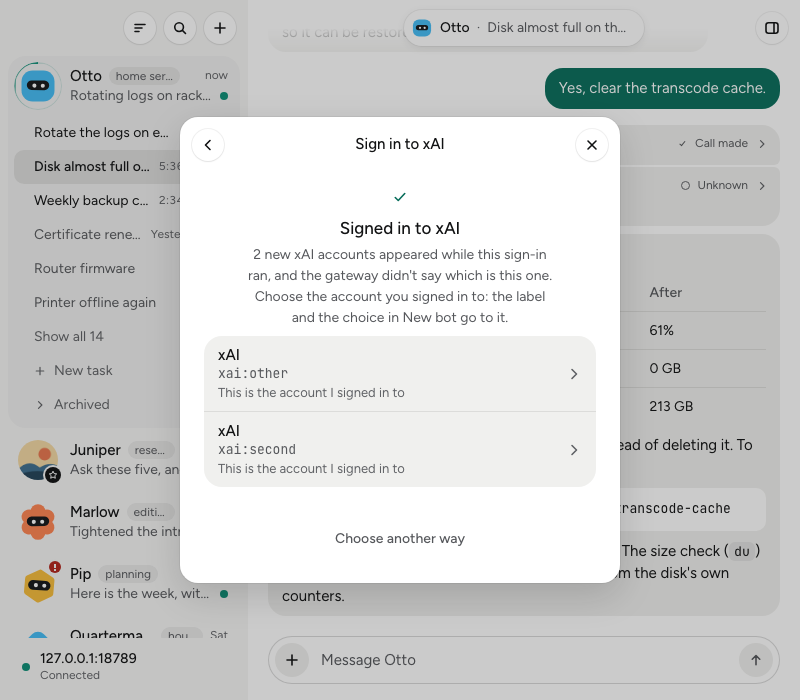 Otto
home ser...
now
Rotating logs on rack...
Rotate the logs on e...
Disk almost full o...
5:36
Weekly backup c...
2:34
Certificate rene...
Yeste
Router firmware
Printer offline again
Show all 14
New task
Archived
Juniper
rese...
Ask these five, an
Marlow
editi...
Tightened the intr
Pip
planning
Here is the week, wit...
Quarterma
hou...
Sat
127.0.0.1:18789
Connected
so it can be restor
Otto · Disk almost full on th...
Yes, clear the transcode cache.
Call made
Unknown
After
61%
0 GB
213 GB
ead of deleting it. To
transcode-cache
The size check (du)
m the disk's own
counters.
Message Otto
Sign in to xAI
Signed in to xAI
2 new xAI accounts appeared while this sign-in
ran, and the gateway didn't say which is this one.
Choose the account you signed in to: the label
and the choice in New bot go to it.
xAI
xai:other
This is the account I signed in to
xAI
xai:second
This is the account I signed in to
Choose another way